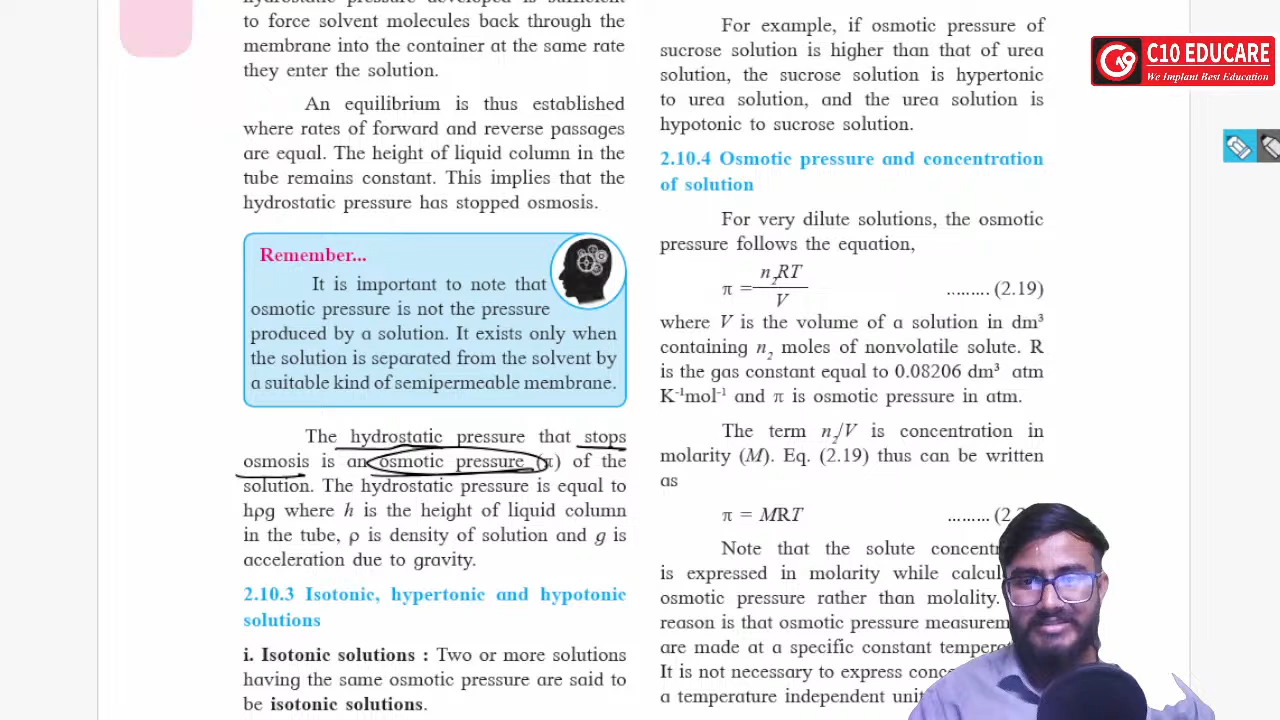 hydrostatic pressure developed is sufficient
to force solvent molecules back through the
membrane into the container at the same rate
they enter the solution.
An equilibrium is thus established
where rates of forward and reverse passages
are equal. The height of liquid column in the
tube remains constant. This implies that the
hydrostatic pressure has stopped osmosis.
Remember...
It is important to note that
osmotic pressure is not the pressure
produced by a solution. It exists only when
the solution is separated from the solvent by
a suitable kind of semipermeable membrane.
The hydrostatic pressure that stops
osmosis is an osmotic pressure (π) of the
solution. The hydrostatic pressure is equal to
hρg where h is the height of liquid column
in the tube, ρ is density of solution and g is
acceleration due to gravity.
2.10.3 Isotonic, hypertonic and hypotonic
solutions
i. Isotonic solutions : Two or more solutions
having the same osmotic pressure are said to
be isotonic solutions.
For example, if osmotic pressure of
sucrose solution is higher than that of urea
solution, the sucrose solution is hypertonic
to urea solution, and the urea solution is
hypotonic to sucrose solution.
2.10.4 Osmotic pressure and concentration
of solution
For very dilute solutions, the osmotic
pressure follows the equation,
π = n₂RT / V ......... (2.19)
where V is the volume of a solution in dm³
containing n₂ moles of nonvolatile solute. R
is the gas constant equal to 0.08206 dm³ atm
K⁻¹mol⁻¹ and π is osmotic pressure in atm.
The term n₂/V is concentration in
molarity (M). Eq. (2.19) thus can be written
as
π = MRT ......... (2.
Note that the solute
is expressed in molarity while
osmotic pressure rather than molality.
reason is that osmotic pressure
are made at a specific constant
It is not necessary to express
a temperature independent
C10 EDUCARE
We Implant Best Education